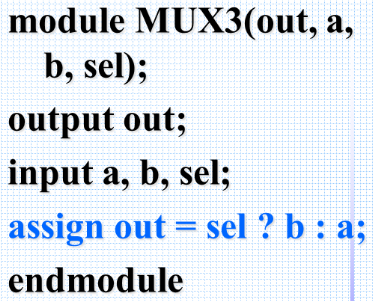 module MUX3(out, a,
b, sel);
output out;
input a, b, sel;
assign out = sel ? b : a;
endmodule